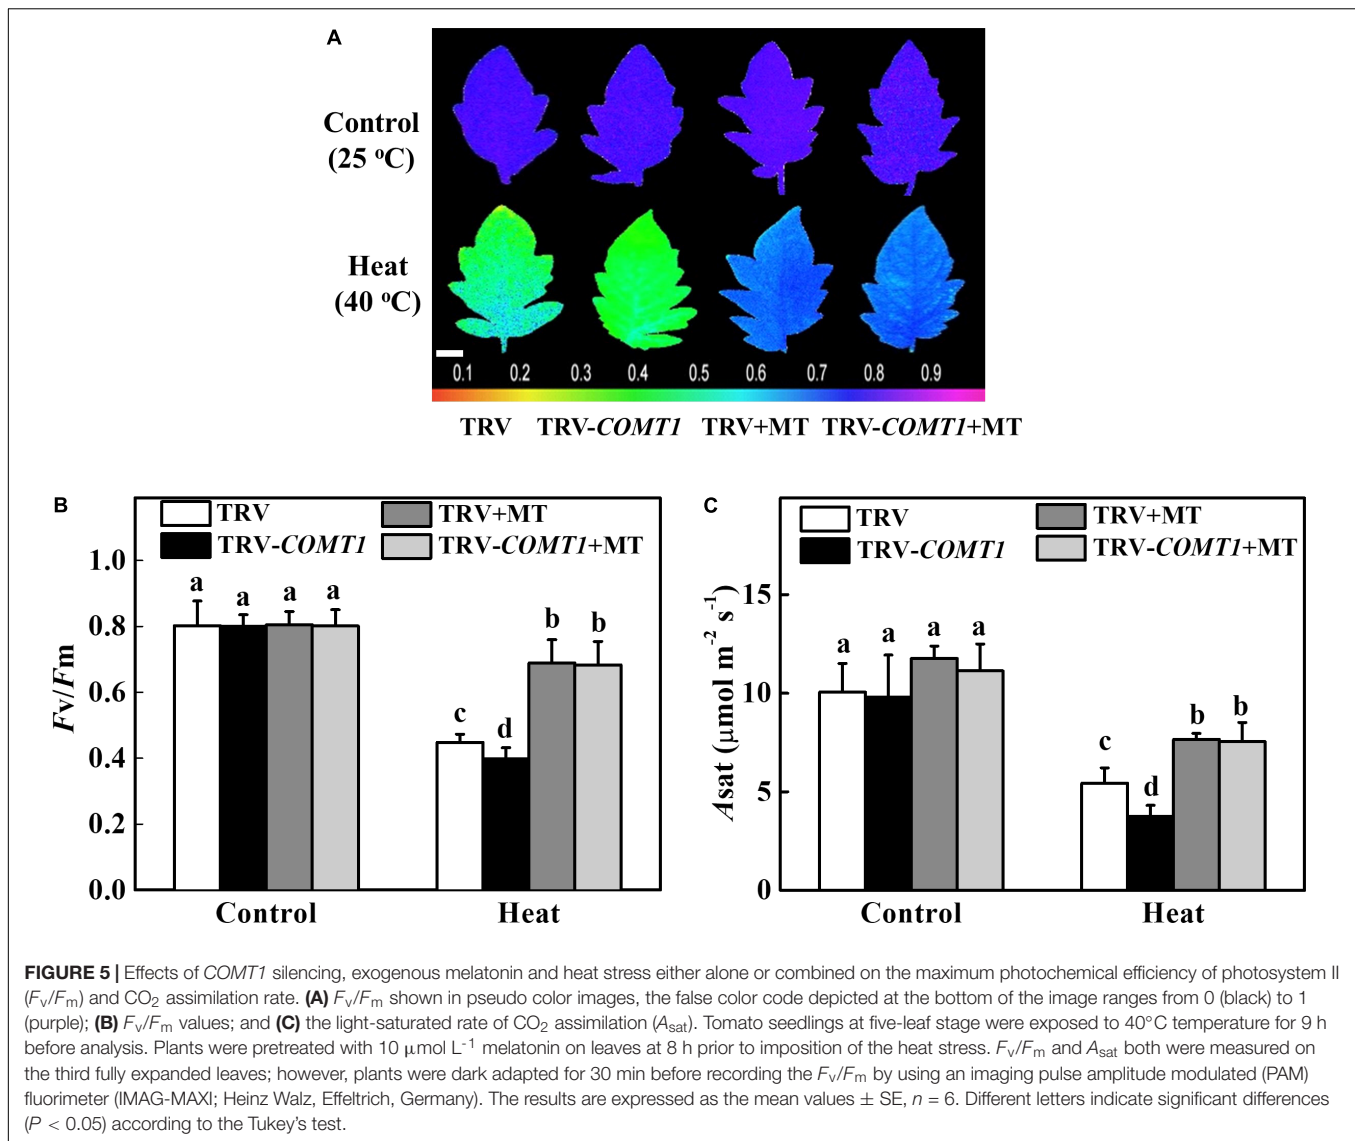 A
Control
(25 °C)
Heat
(40 °C)
0.1 0.2 0.3 0.4 0.5 0.6 0.7 0.8 0.9
TRV TRV-COMT1 TRV+MT TRV-COMT1+MT
B
TRV TRV+MT
TRV-COMT1 TRV-COMT1+MT
Fv/Fm
1.0
0.8
0.6
0.4
0.2
0.0
a a a a
c d b b
Control Heat
C
TRV TRV+MT
TRV-COMT1 TRV-COMT1+MT
Asat (μmol m⁻² s⁻¹)
15
10
5
0
a a a a
c d b b
Control Heat
FIGURE 5 | Effects of COMT1 silencing, exogenous melatonin and heat stress either alone or combined on the maximum photochemical efficiency of photosystem II
(Fv/Fm) and CO₂ assimilation rate. (A) Fv/Fm shown in pseudo color images, the false color code depicted at the bottom of the image ranges from 0 (black) to 1
(purple); (B) Fv/Fm values; and (C) the light-saturated rate of CO₂ assimilation (Asat). Tomato seedlings at five-leaf stage were exposed to 40°C temperature for 9 h
before analysis. Plants were pretreated with 10 μmol L⁻¹ melatonin on leaves at 8 h prior to imposition of the heat stress. Fv/Fm and Asat both were measured on
the third fully expanded leaves; however, plants were dark adapted for 30 min before recording the Fv/Fm by using an imaging pulse amplitude modulated (PAM)
fluorimeter (IMAG-MAXI; Heinz Walz, Effeltrich, Germany). The results are expressed as the mean values ± SE, n = 6. Different letters indicate significant differences
(P < 0.05) according to the Tukey's test.